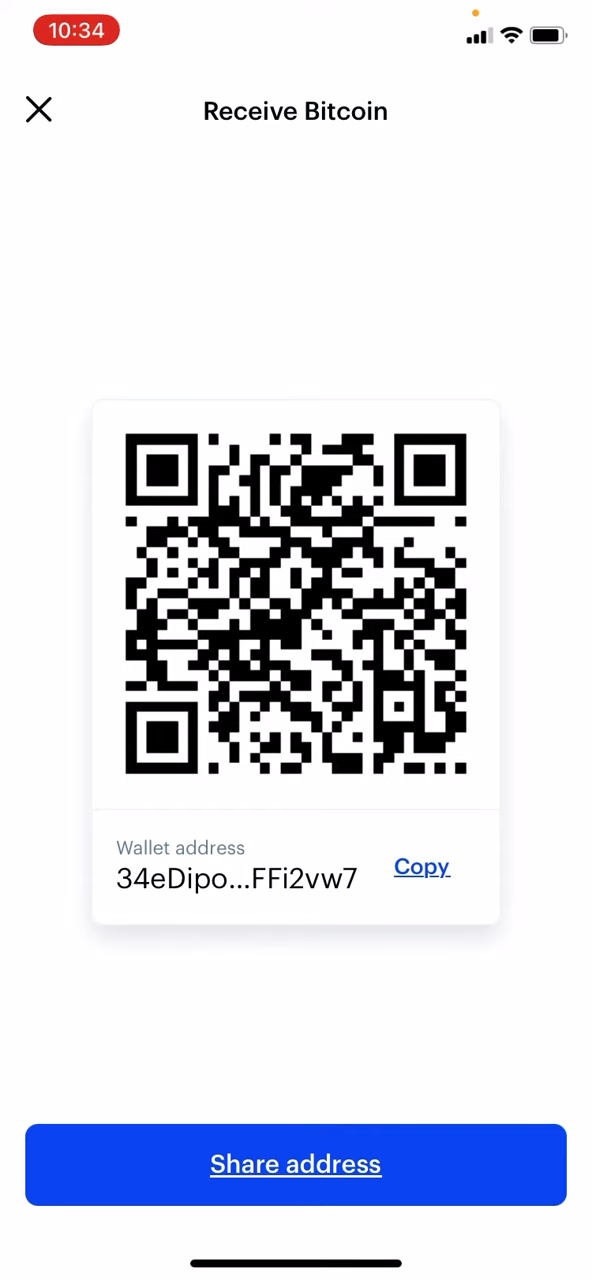 10:34
Receive Bitcoin
Wallet address
34eDipo...FFi2vw7
Copy
Share address